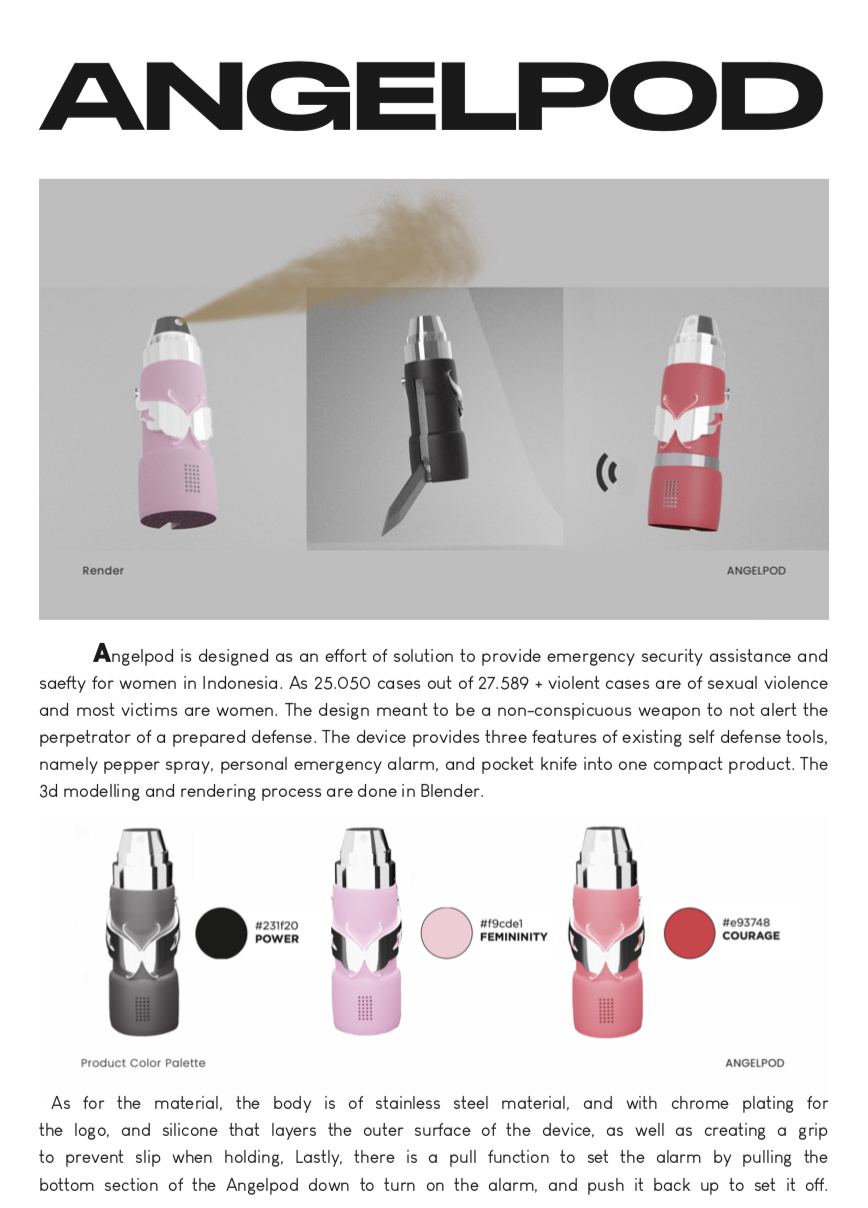 ANGELPOD
Render
ANGELPOD
Angelpod is designed as an effort of solution to provide emergency security assistance and
saefty for women in Indonesia. As 25.050 cases out of 27.589 + violent cases are of sexual violence
and most victims are women. The design meant to be a non-conspicuous weapon to not alert the
perpetrator of a prepared defense. The device provides three features of existing self defense tools,
namely pepper spray, personal emergency alarm, and pocket knife into one compact product. The
3d modelling and rendering process are done in Blender.
#231f20
POWER
#f9cde1
FEMININITY
#e93748
COURAGE
Product Color Palette
ANGELPOD
As for the material, the body is of stainless steel material, and with chrome plating for
the logo, and silicone that layers the outer surface of the device, as well as creating a grip
to prevent slip when holding, Lastly, there is a pull function to set the alarm by pulling the
bottom section of the Angelpod down to turn on the alarm, and push it back up to set it off.